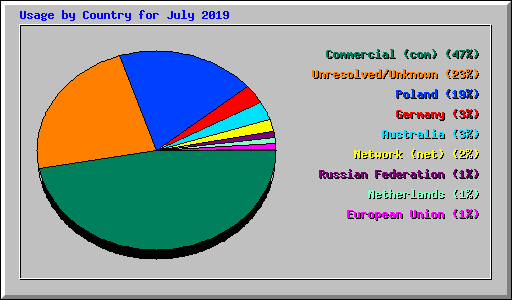 Usage by Country for July 2019
Commercial (com) (47%)
Unresolved/Unknown (23%)
Poland (19%)
Germany (3%)
Australia (3%)
Network (net) (2%)
Russian Federation (1%)
Netherlands (1%)
European Union (1%)